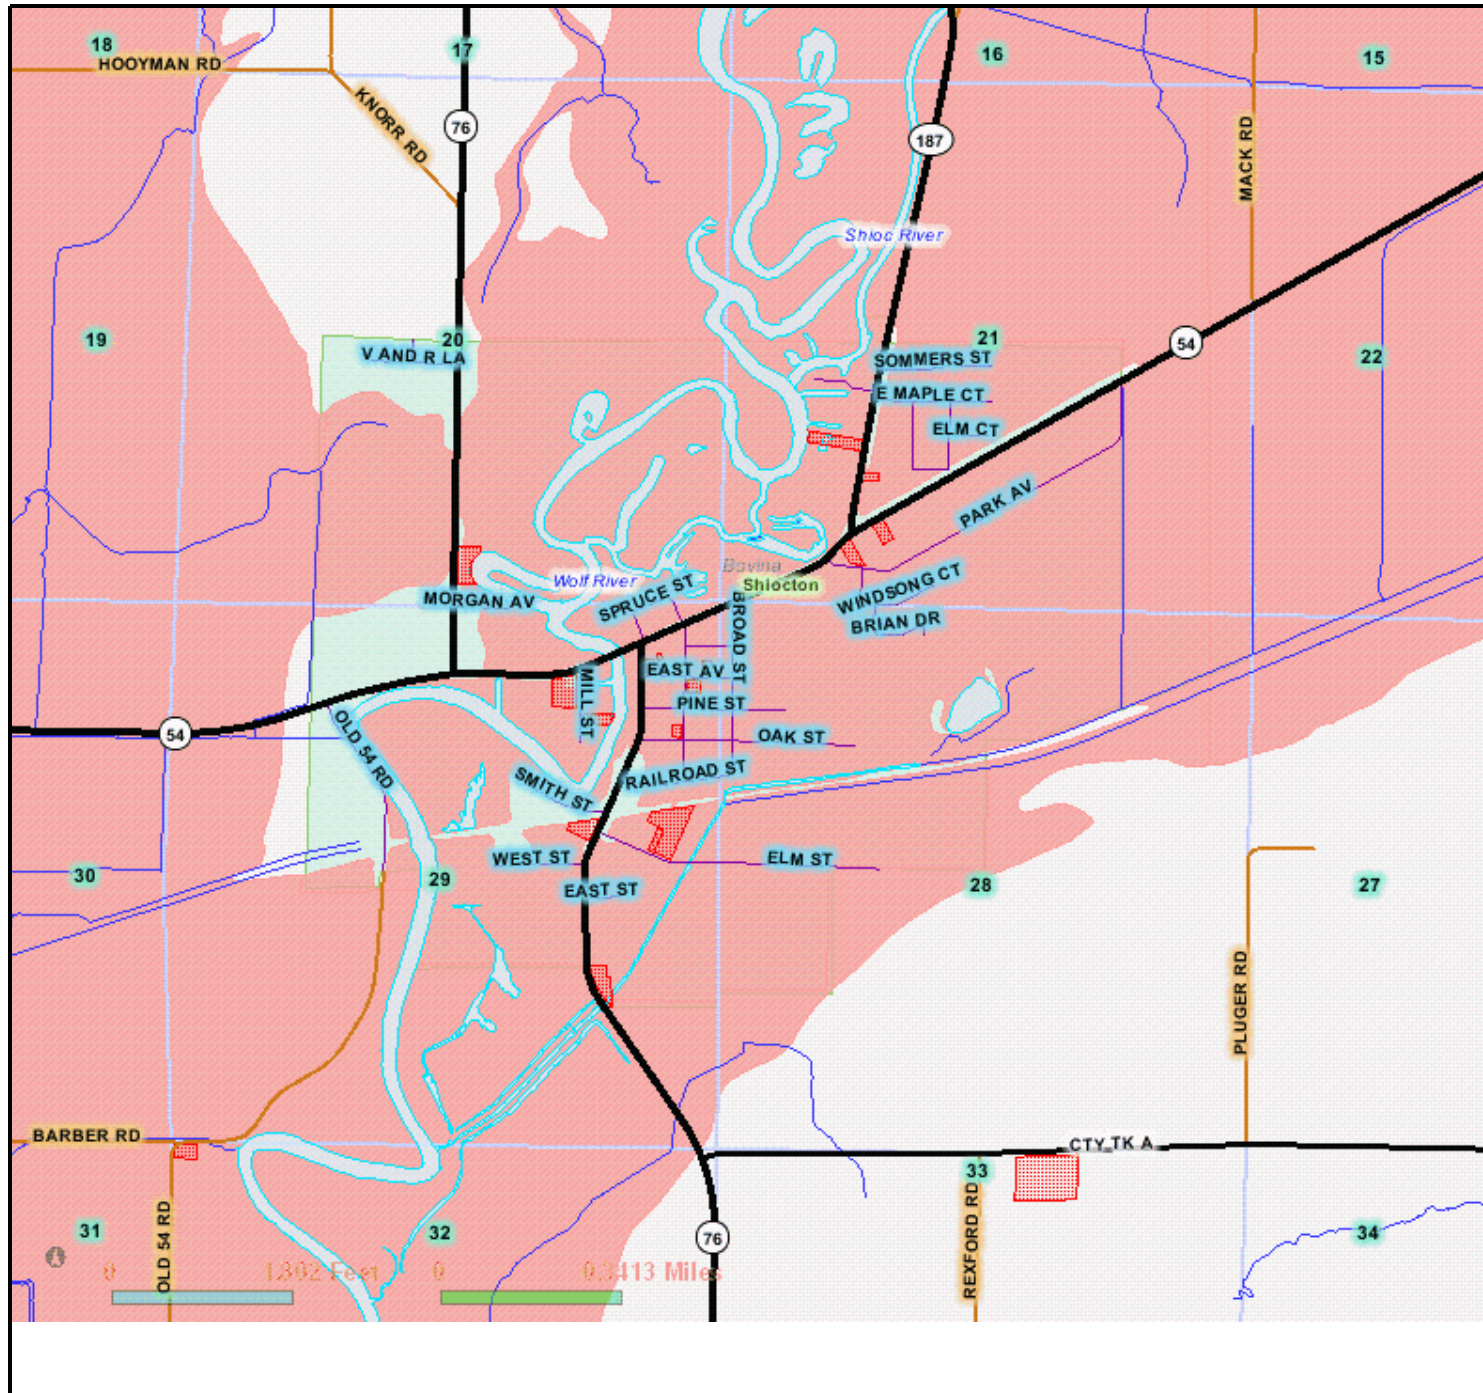 18
17
16
15
HOOYMAN RD
KNORR RD
76
187
MACK RD
Shioc River
19
20
V AND R LA
21
SOMMERS ST
54
22
E MAPLE CT
ELM CT
PARK AV
Bovina
Shiocton
Wolf River
MORGAN AV
SPRUCE ST
WINDSONG CT
BRIAN DR
BROAD ST
EAST AV
MILL ST
PINE ST
OAK ST
54
OLD 54 RD
SMITH ST
RAILROAD ST
WEST ST
ELM ST
EAST ST
30
29
28
27
PLUGER RD
BARBER RD
CTY TK A
33
31
OLD 54 RD
32
76
REXFORD RD
34
0
1802 Feet
0
0.3413 Miles